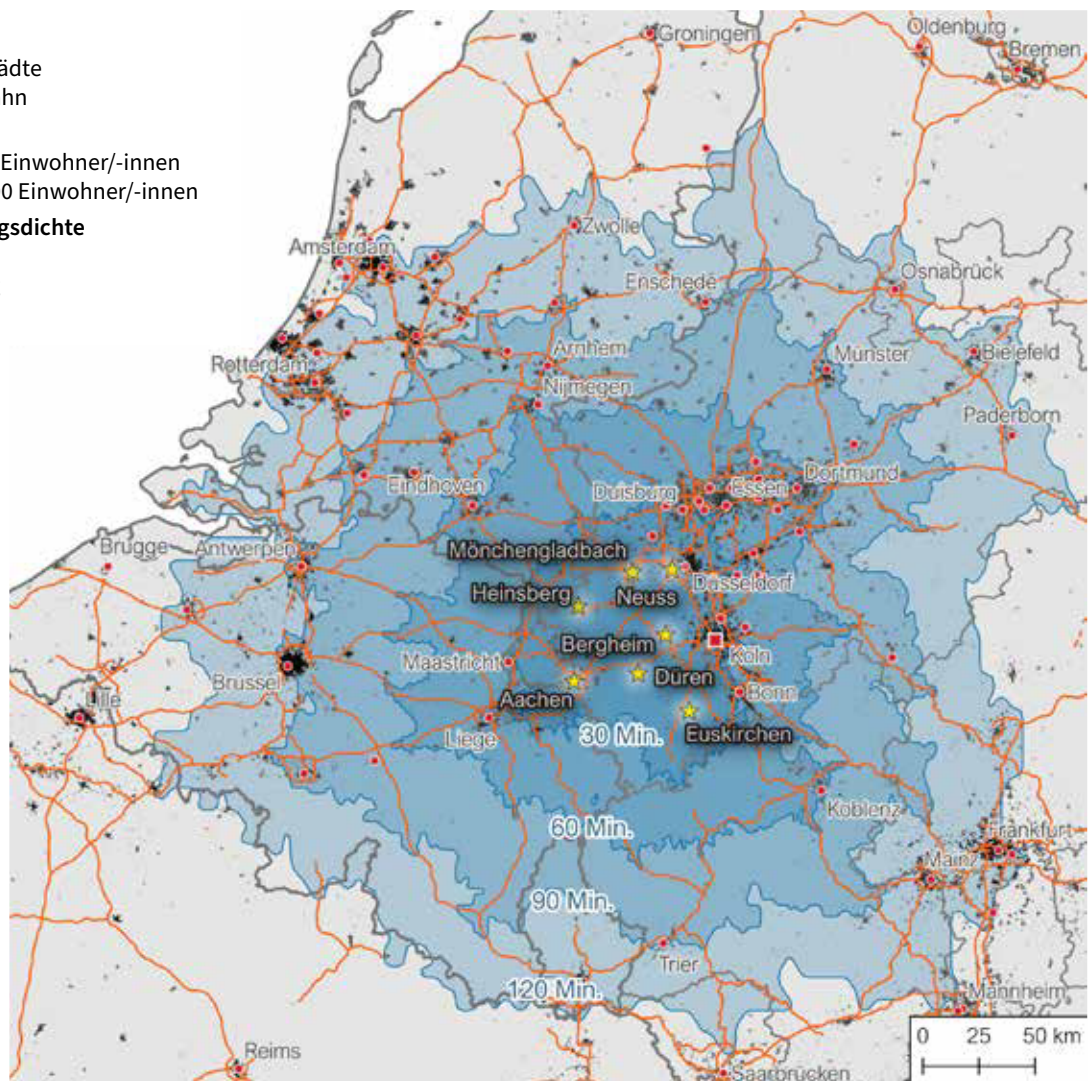 ädte
ahn
Einwohner/-innen
0 Einwohner/-innen
gsdichte
Groningen
Oldenburg
Bremen
Zwolle
Amsterdam
Enschede
Osnabrück
Arnhem
Münster
Bielefeld
Rotterdam
Nijmegen
Paderborn
Eindhoven
Duisburg
Essen
Dortmund
Brugge
Antwerpen
Mönchengladbach
Düsseldorf
Heinsberg
Neuss
Bergheim
Köln
Maastricht
Brussel
Düren
Aachen
Bonn
Lille
Liege
30 Min.
Euskirchen
Koblenz
60 Min.
Frankfurt
Mainz
90 Min.
Trier
120 Min.
Mannheim
0 25 50 km
Reims
Saarbrücken